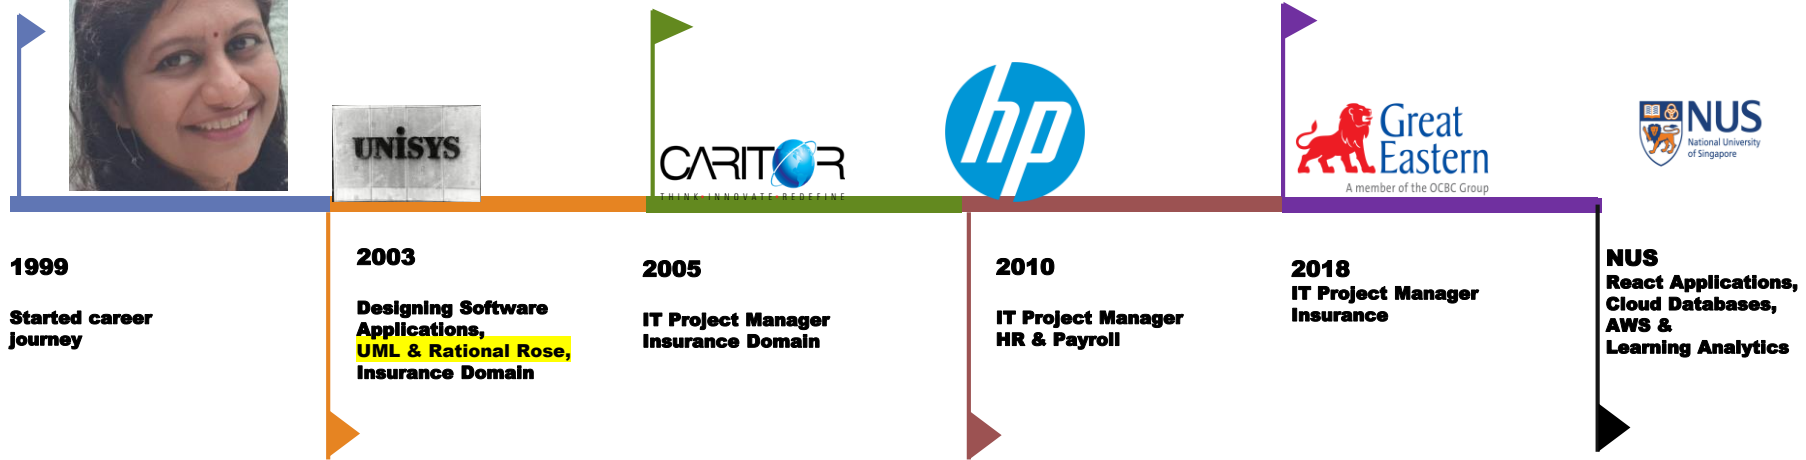 UNiSYS
CARITOR
THINK·INNOVATE·REDEFINE
hp
Great
Eastern
A member of the OCBC Group
NUS
National University
of Singapore
1999
Started career
journey
2003
Designing Software
Applications,
UML & Rational Rose,
Insurance Domain
2005
IT Project Manager
Insurance Domain
2010
IT Project Manager
HR & Payroll
2018
IT Project Manager
Insurance
NUS
React Applications,
Cloud Databases,
AWS &
Learning Analytics